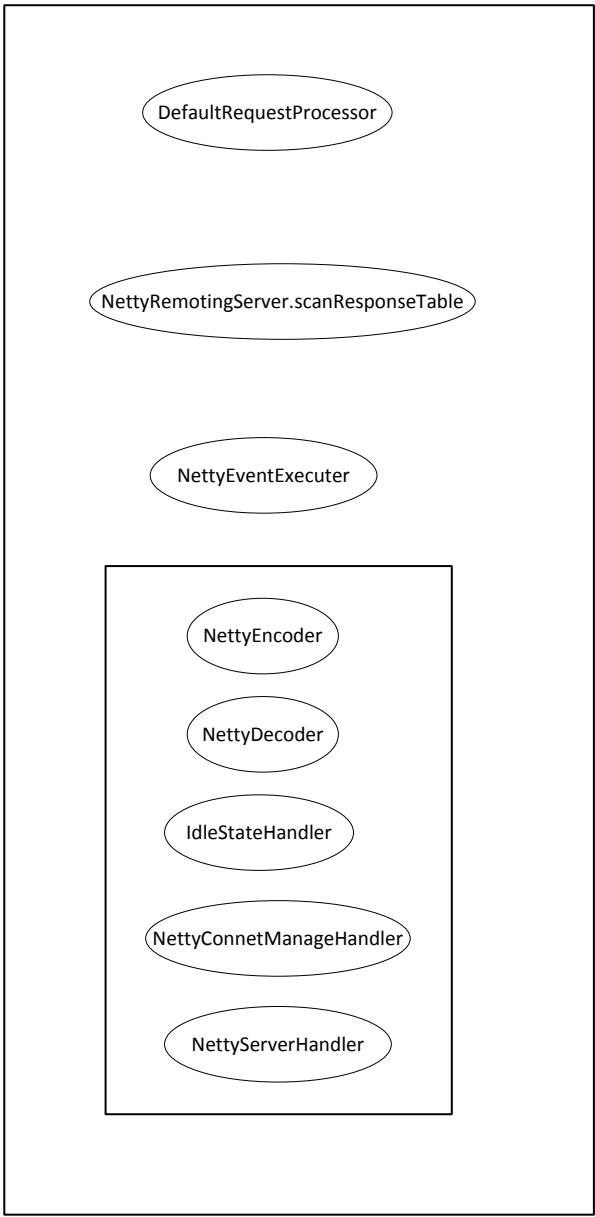 DefaultRequestProcessor
NettyRemotingServer.scanResponseTable
NettyEventExecuter
NettyEncoder
NettyDecoder
IdleStateHandler
NettyConnetManageHandler
NettyServerHandler